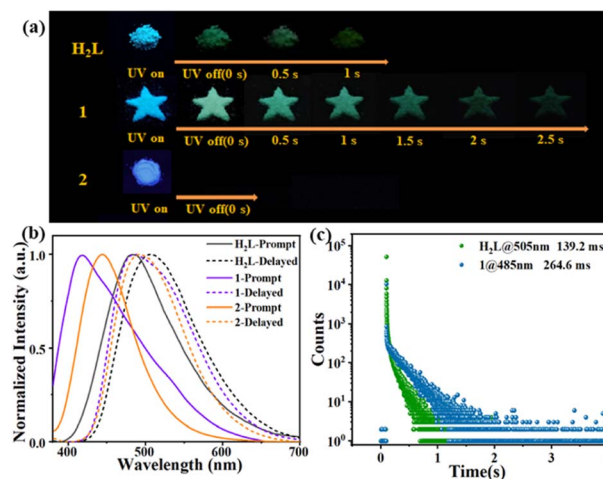 (a)
H₂L
UV on UV off(0 s) 0.5 s 1 s
1
UV on UV off(0 s) 0.5 s 1 s 1.5 s 2 s 2.5 s
2
UV on UV off(0 s)
(b)
Normalized Intensity (a.u.)
1.0
0.5
0.0
H₂L-Prompt
H₂L-Delayed
1-Prompt
1-Delayed
2-Prompt
2-Delayed
400 500 600 700
Wavelength (nm)
(c)
Counts
10⁵
10⁴
10³
10²
10¹
10⁰
H₂L@505nm 139.2 ms
1@485nm 264.6 ms
0 1 2 3 4
Time(s)